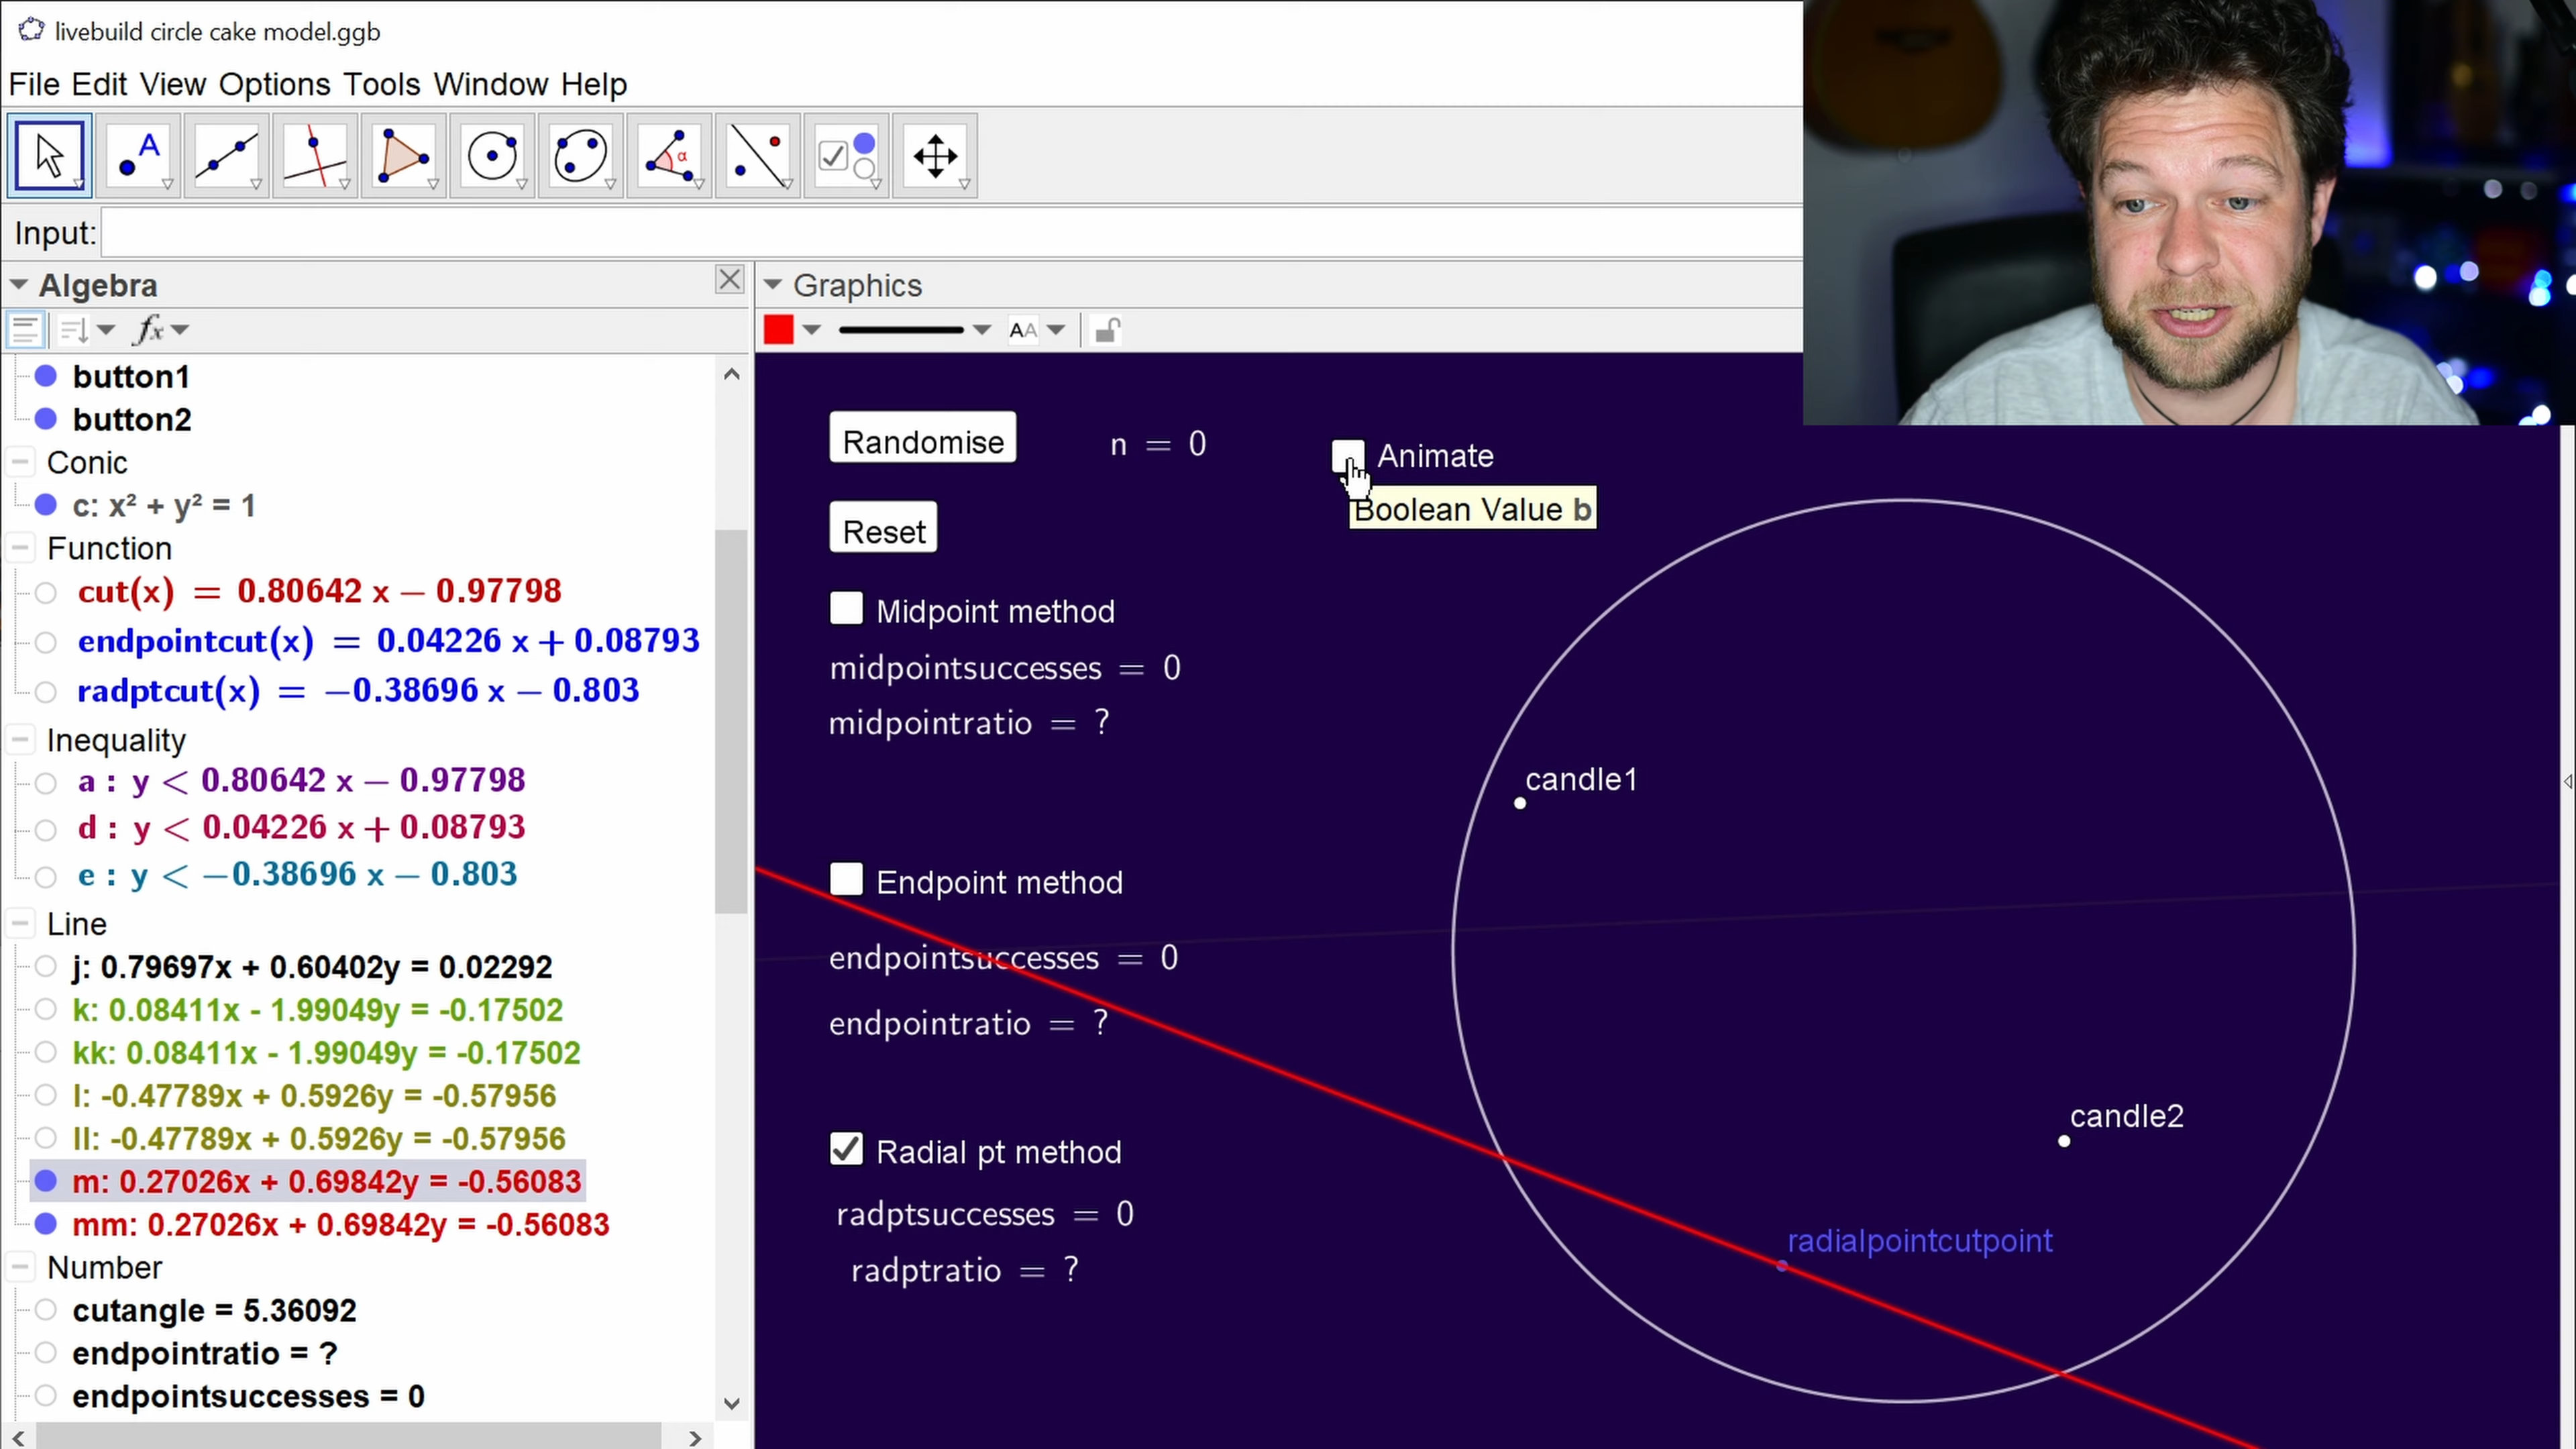 livebuild circle cake model.ggb
File Edit View Options Tools Window Help
A
α
Input:
Algebra
Graphics
fx
AA
button1
button2
Conic
c: x² + y² = 1
Function
cut(x) = 0.80642 x − 0.97798
endpointcut(x) = 0.04226 x + 0.08793
radptcut(x) = −0.38696 x − 0.803
Inequality
a : y < 0.80642 x − 0.97798
d : y < 0.04226 x + 0.08793
e : y < −0.38696 x − 0.803
Line
j: 0.79697x + 0.60402y = 0.02292
k: 0.08411x - 1.99049y = -0.17502
kk: 0.08411x - 1.99049y = -0.17502
l: -0.47789x + 0.5926y = -0.57956
ll: -0.47789x + 0.5926y = -0.57956
m: 0.27026x + 0.69842y = -0.56083
mm: 0.27026x + 0.69842y = -0.56083
Number
cutangle = 5.36092
endpointratio = ?
endpointsuccesses = 0
Randomise
n = 0
Animate
Boolean Value b
Reset
Midpoint method
midpointsuccesses = 0
midpointratio = ?
candle1
Endpoint method
endpointsuccesses = 0
endpointratio = ?
candle2
Radial pt method
radptsuccesses = 0
radialpointcutpoint
radptratio = ?